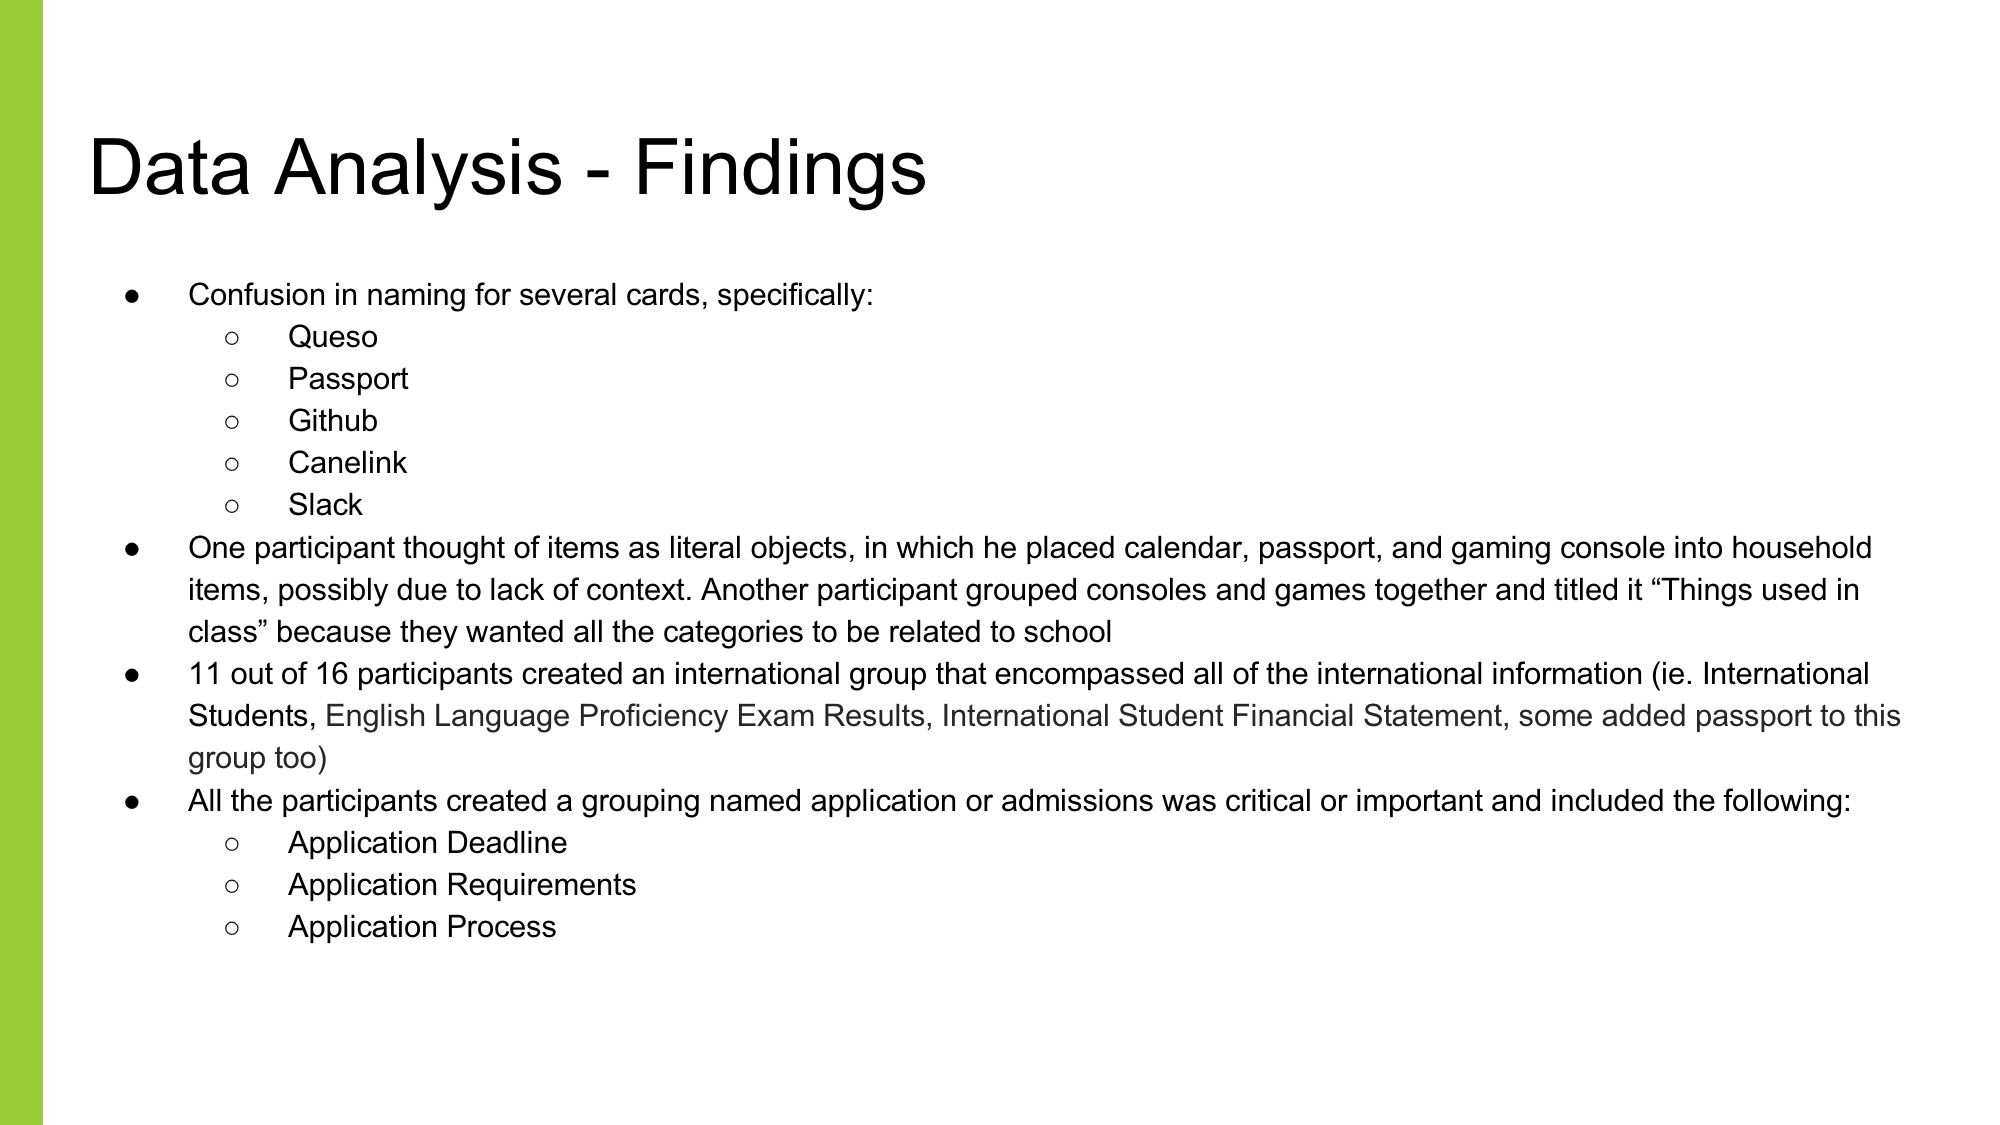 Data Analysis - Findings
● Confusion in naming for several cards, specifically:
○ Queso
○ Passport
○ Github
○ Canelink
○ Slack
● One participant thought of items as literal objects, in which he placed calendar, passport, and gaming console into household
items, possibly due to lack of context. Another participant grouped consoles and games together and titled it “Things used in
class” because they wanted all the categories to be related to school
● 11 out of 16 participants created an international group that encompassed all of the international information (ie. International
Students, English Language Proficiency Exam Results, International Student Financial Statement, some added passport to this
group too)
● All the participants created a grouping named application or admissions was critical or important and included the following:
○ Application Deadline
○ Application Requirements
○ Application Process